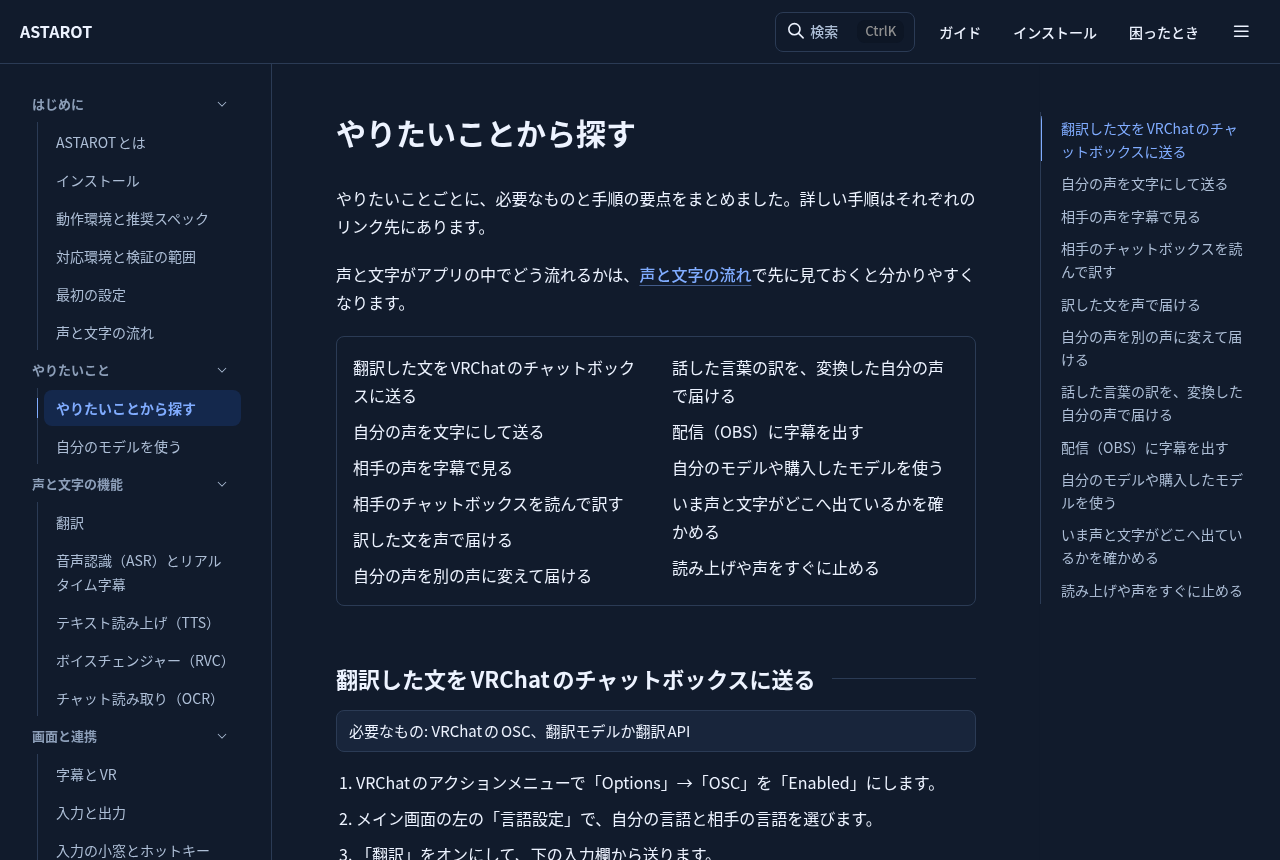 ASTAROT
検索
CtrlK
ガイド
インストール
困ったとき
はじめに
ASTAROTとは
インストール
動作環境と推奨スペック
対応環境と検証の範囲
最初の設定
声と文字の流れ
やりたいこと
やりたいことから探す
自分のモデルを使う
声と文字の機能
翻訳
音声認識（ASR）とリアル
タイム字幕
テキスト読み上げ（TTS）
ボイスチェンジャー（RVC）
チャット読み取り（OCR）
画面と連携
字幕とVR
入力と出力
入力の小窓とホットキー
やりたいことから探す
やりたいことごとに、必要なものと手順の要点をまとめました。詳しい手順はそれぞれの
リンク先にあります。
声と文字がアプリの中でどう流れるかは、声と文字の流れで先に見ておくと分かりやすく
なります。
翻訳した文をVRChatのチャットボック
スに送る
自分の声を文字にして送る
相手の声を字幕で見る
相手のチャットボックスを読んで訳す
訳した文を声で届ける
自分の声を別の声に変えて届ける
話した言葉の訳を、変換した自分の声
で届ける
配信（OBS）に字幕を出す
自分のモデルや購入したモデルを使う
いま声と文字がどこへ出ているかを確
かめる
読み上げや声をすぐに止める
翻訳した文をVRChatのチャットボックスに送る
必要なもの: VRChatのOSC、翻訳モデルか翻訳API
1. VRChatのアクションメニューで「Options」→「OSC」を「Enabled」にします。
2. メイン画面の左の「言語設定」で、自分の言語と相手の言語を選びます。
3. 「翻訳」をオンにして、下の入力欄から送ります。
翻訳した文をVRChatのチャ
ットボックスに送る
自分の声を文字にして送る
相手の声を字幕で見る
相手のチャットボックスを読
んで訳す
訳した文を声で届ける
自分の声を別の声に変えて届
ける
話した言葉の訳を、変換した
自分の声で届ける
配信（OBS）に字幕を出す
自分のモデルや購入したモデ
ルを使う
いま声と文字がどこへ出てい
るかを確かめる
読み上げや声をすぐに止める